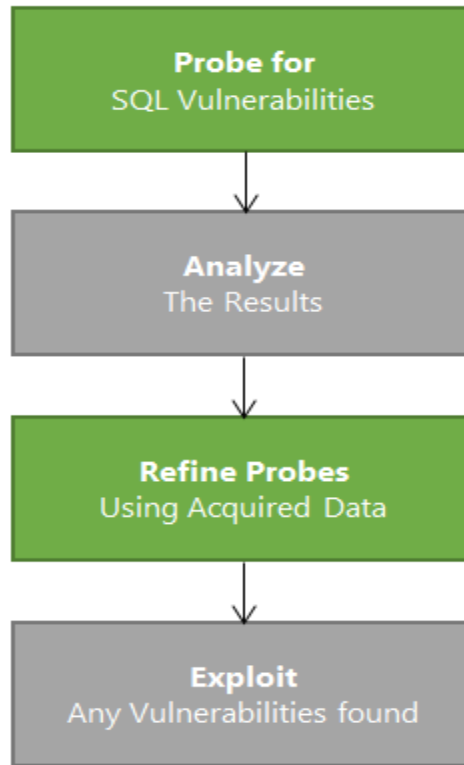 Probe for
SQL Vulnerabilities
Analyze
The Results
Refine Probes
Using Acquired Data
Exploit
Any Vulnerabilities found